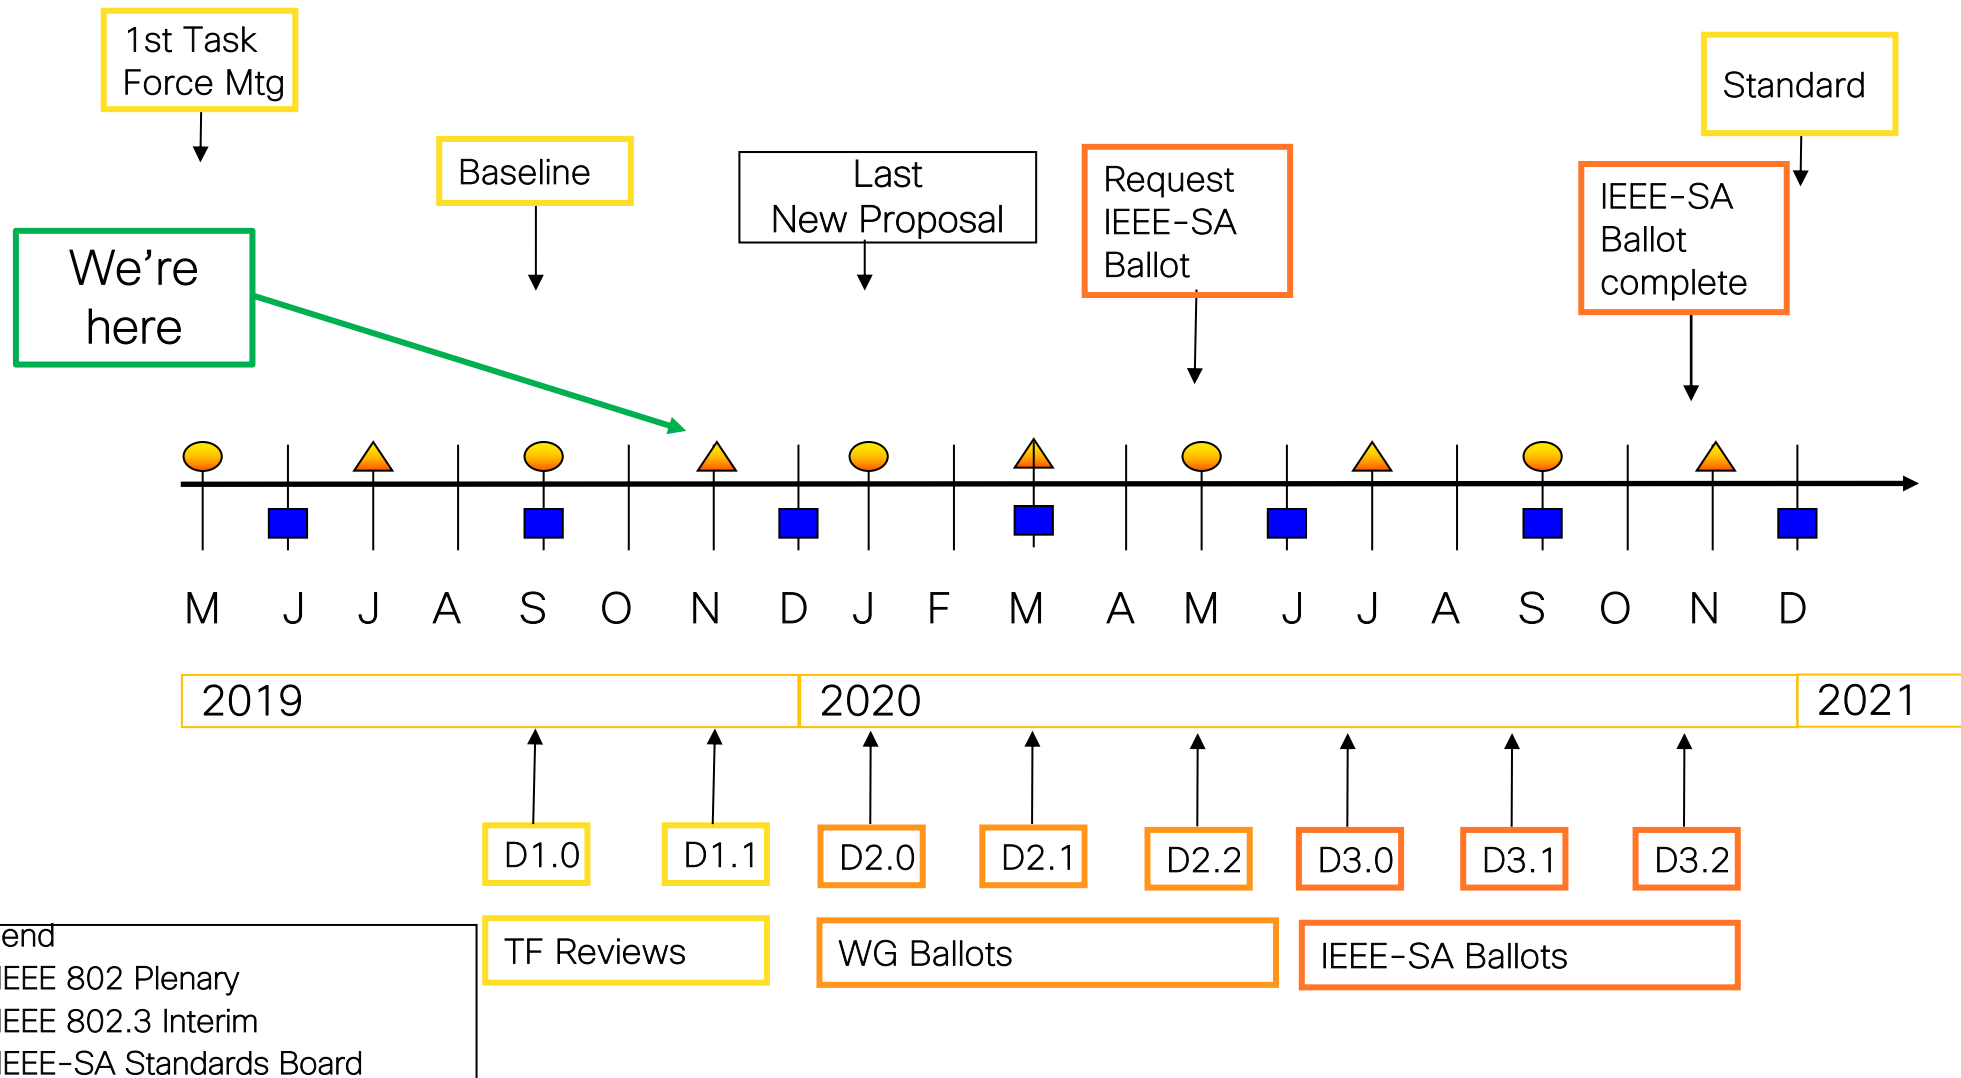 1st Task
Force Mtg
Standard
Baseline
Last
New Proposal
Request
IEEE-SA
Ballot
IEEE-SA
Ballot
complete
We're
here
M J J A S O N D J F M A M J J A S O N D
2019 2020 2021
D1.0 D1.1 D2.0 D2.1 D2.2 D3.0 D3.1 D3.2
TF Reviews WG Ballots IEEE-SA Ballots
end
IEEE 802 Plenary
IEEE 802.3 Interim
IEEE-SA Standards Board